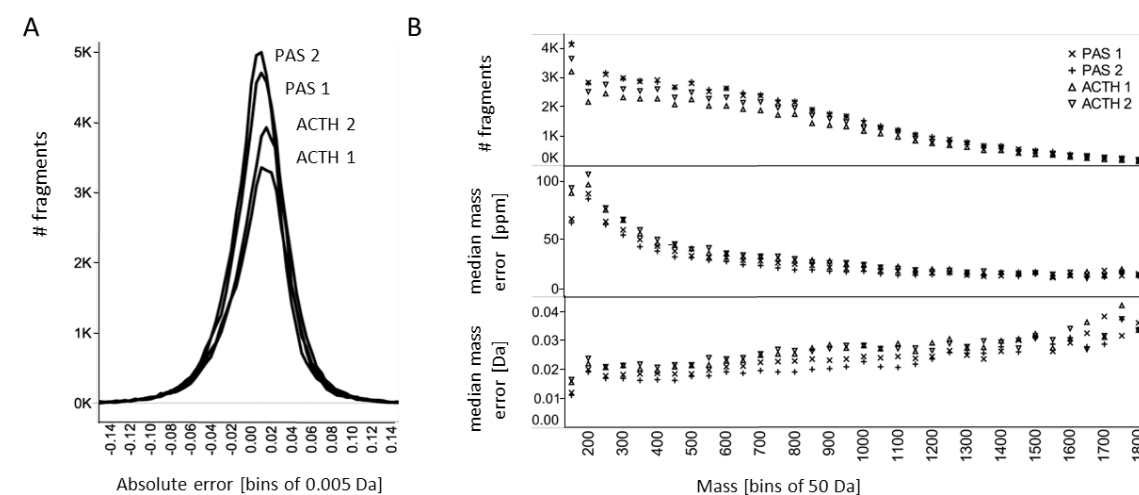 A
B
5K
4K
3K
2K
1K
0K
# fragments
PAS 2
PAS 1
ACTH 2
ACTH 1
-0.14
-0.12
-0.10
-0.08
-0.06
-0.04
-0.02
0.00
0.02
0.04
0.06
0.08
0.10
0.12
0.14
Absolute error [bins of 0.005 Da]
# fragments
4K
3K
2K
1K
0K
× PAS 1
+ PAS 2
△ ACTH 1
▽ ACTH 2
median mass
error [ppm]
100
50
0
median mass
error [Da]
0.04
0.03
0.02
0.01
0.00
200
300
400
500
600
700
800
900
1000
1100
1200
1300
1400
1500
1600
1700
1800
Mass [bins of 50 Da]